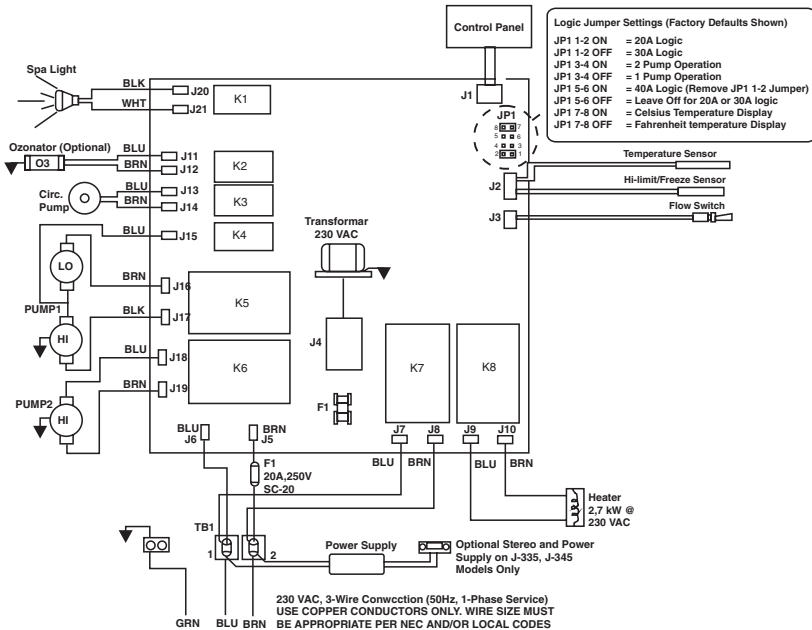 Control Panel
Logic Jumper Settings (Factory Defaults Shown)
JP1 1-2 ON = 20A Logic
JP1 1-2 OFF = 30A Logic
JP1 3-4 ON = 2 Pump Operation
JP1 3-4 OFF = 1 Pump Operation
JP1 5-6 ON = 40A Logic (Remove JP1 1-2 Jumper)
JP1 5-6 OFF = Leave Off for 20A or 30A logic
JP1 7-8 ON = Celsius Temperature Display
JP1 7-8 OFF = Fahrenheit temperature Display
Spa Light
BLK
J20
WHT
J21
K1
J1
JP1
8 7
5 6
4 3
2 1
Ozonator (Optional)
O3
BLU
J11
BRN
J12
K2
Temperature Sensor
J2
Hi-limit/Freeze Sensor
Circ.
Pump
BLU
J13
BRN
J14
K3
J3
Flow Switch
BLU
J15
K4
Transformar
230 VAC
LO
BRN
J16
K5
PUMP1
BLK
J17
HI
J4
K7
K8
BLU
J18
K6
BRN
J19
PUMP2
HI
F1
BLU
J6
BRN
J5
J7
J8
J9
J10
BLU
BRN
BLU
BRN
F1
20A,250V
SC-20
Heater
2,7 kW @
230 VAC
TB1
1
2
Power Supply
Optional Stereo and Power
Supply on J-335, J-345
Models Only
GRN
BLU
BRN
230 VAC, 3-Wire Conwcction (50Hz, 1-Phase Service)
USE COPPER CONDUCTORS ONLY. WIRE SIZE MUST
BE APPROPRIATE PER NEC AND/OR LOCAL CODES